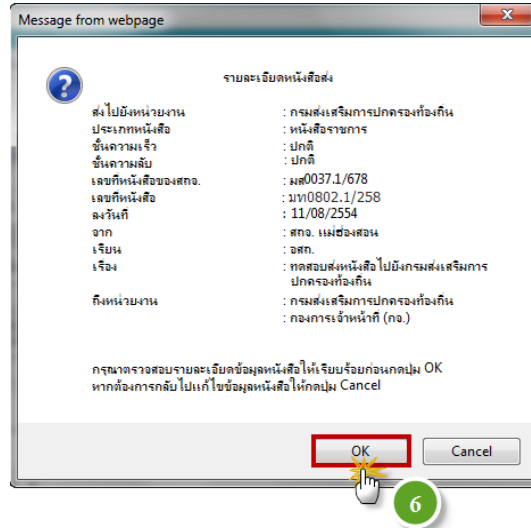 Message from webpage
x
?
รายละเอียดหนังสือส่ง
ส่งไปยังหน่วยงาน : กรมส่งเสริมการปกครองท้องถิ่น
ประเภทหนังสือ : หนังสือราชการ
ชั้นความเร็ว : ปกติ
ชั้นความลับ : ปกติ
เลขที่หนังสือของสถจ. : มส0037.1/678
เลขที่หนังสือ : มท0802.1/258
ลงวันที่ : 11/08/2554
จาก : สถจ. แม่ฮ่องสอน
เรียน : อสถ.
เรื่อง : ทดสอบส่งหนังสือไปยังกรมส่งเสริมการ
ปกครองท้องถิ่น
ถึงหน่วยงาน : กรมส่งเสริมการปกครองท้องถิ่น
: กองการเจ้าหน้าที่ (กจ.)
กรุณาตรวจสอบรายละเอียดข้อมูลหนังสือให้เรียบร้อยก่อนกดปุ่ม OK
หากต้องการกลับไปแก้ไขข้อมูลหนังสือให้กดปุ่ม Cancel
OK Cancel
6